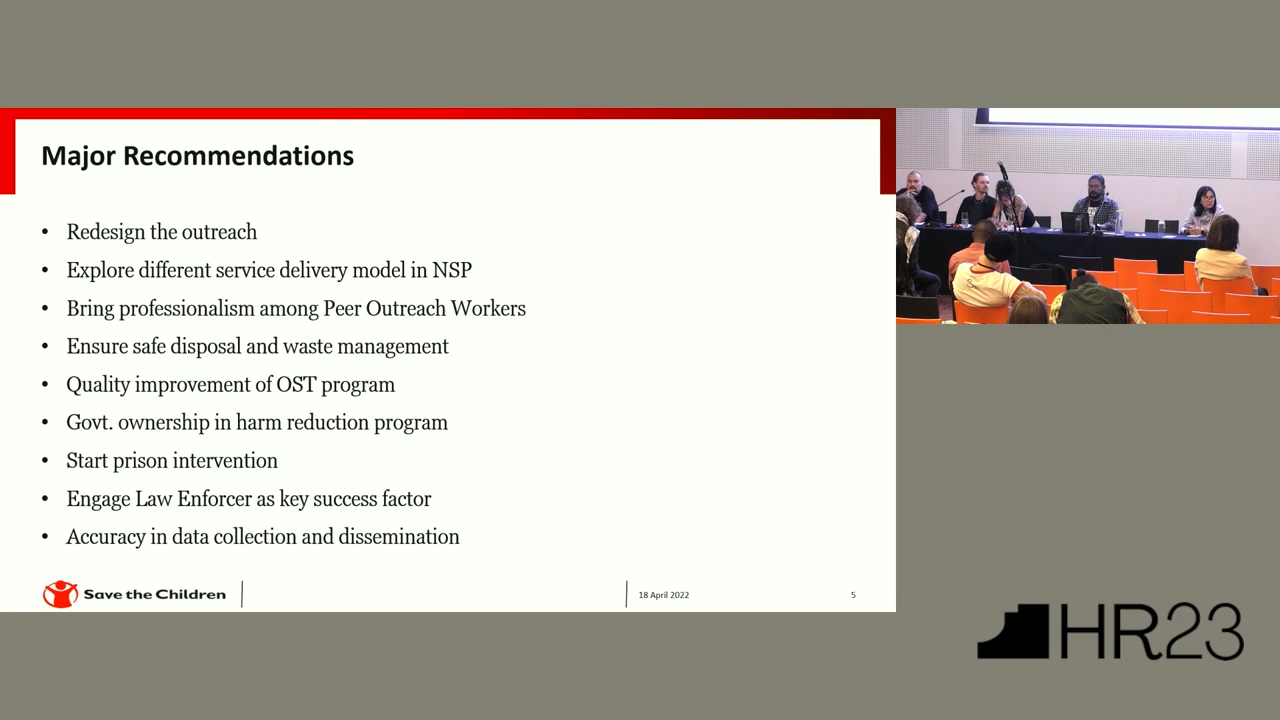 Major Recommendations
• Redesign the outreach
• Explore different service delivery model in NSP
• Bring professionalism among Peer Outreach Workers
• Ensure safe disposal and waste management
• Quality improvement of OST program
• Govt. ownership in harm reduction program
• Start prison intervention
• Engage Law Enforcer as key success factor
• Accuracy in data collection and dissemination
Save the Children
18 April 2022
5
HR23